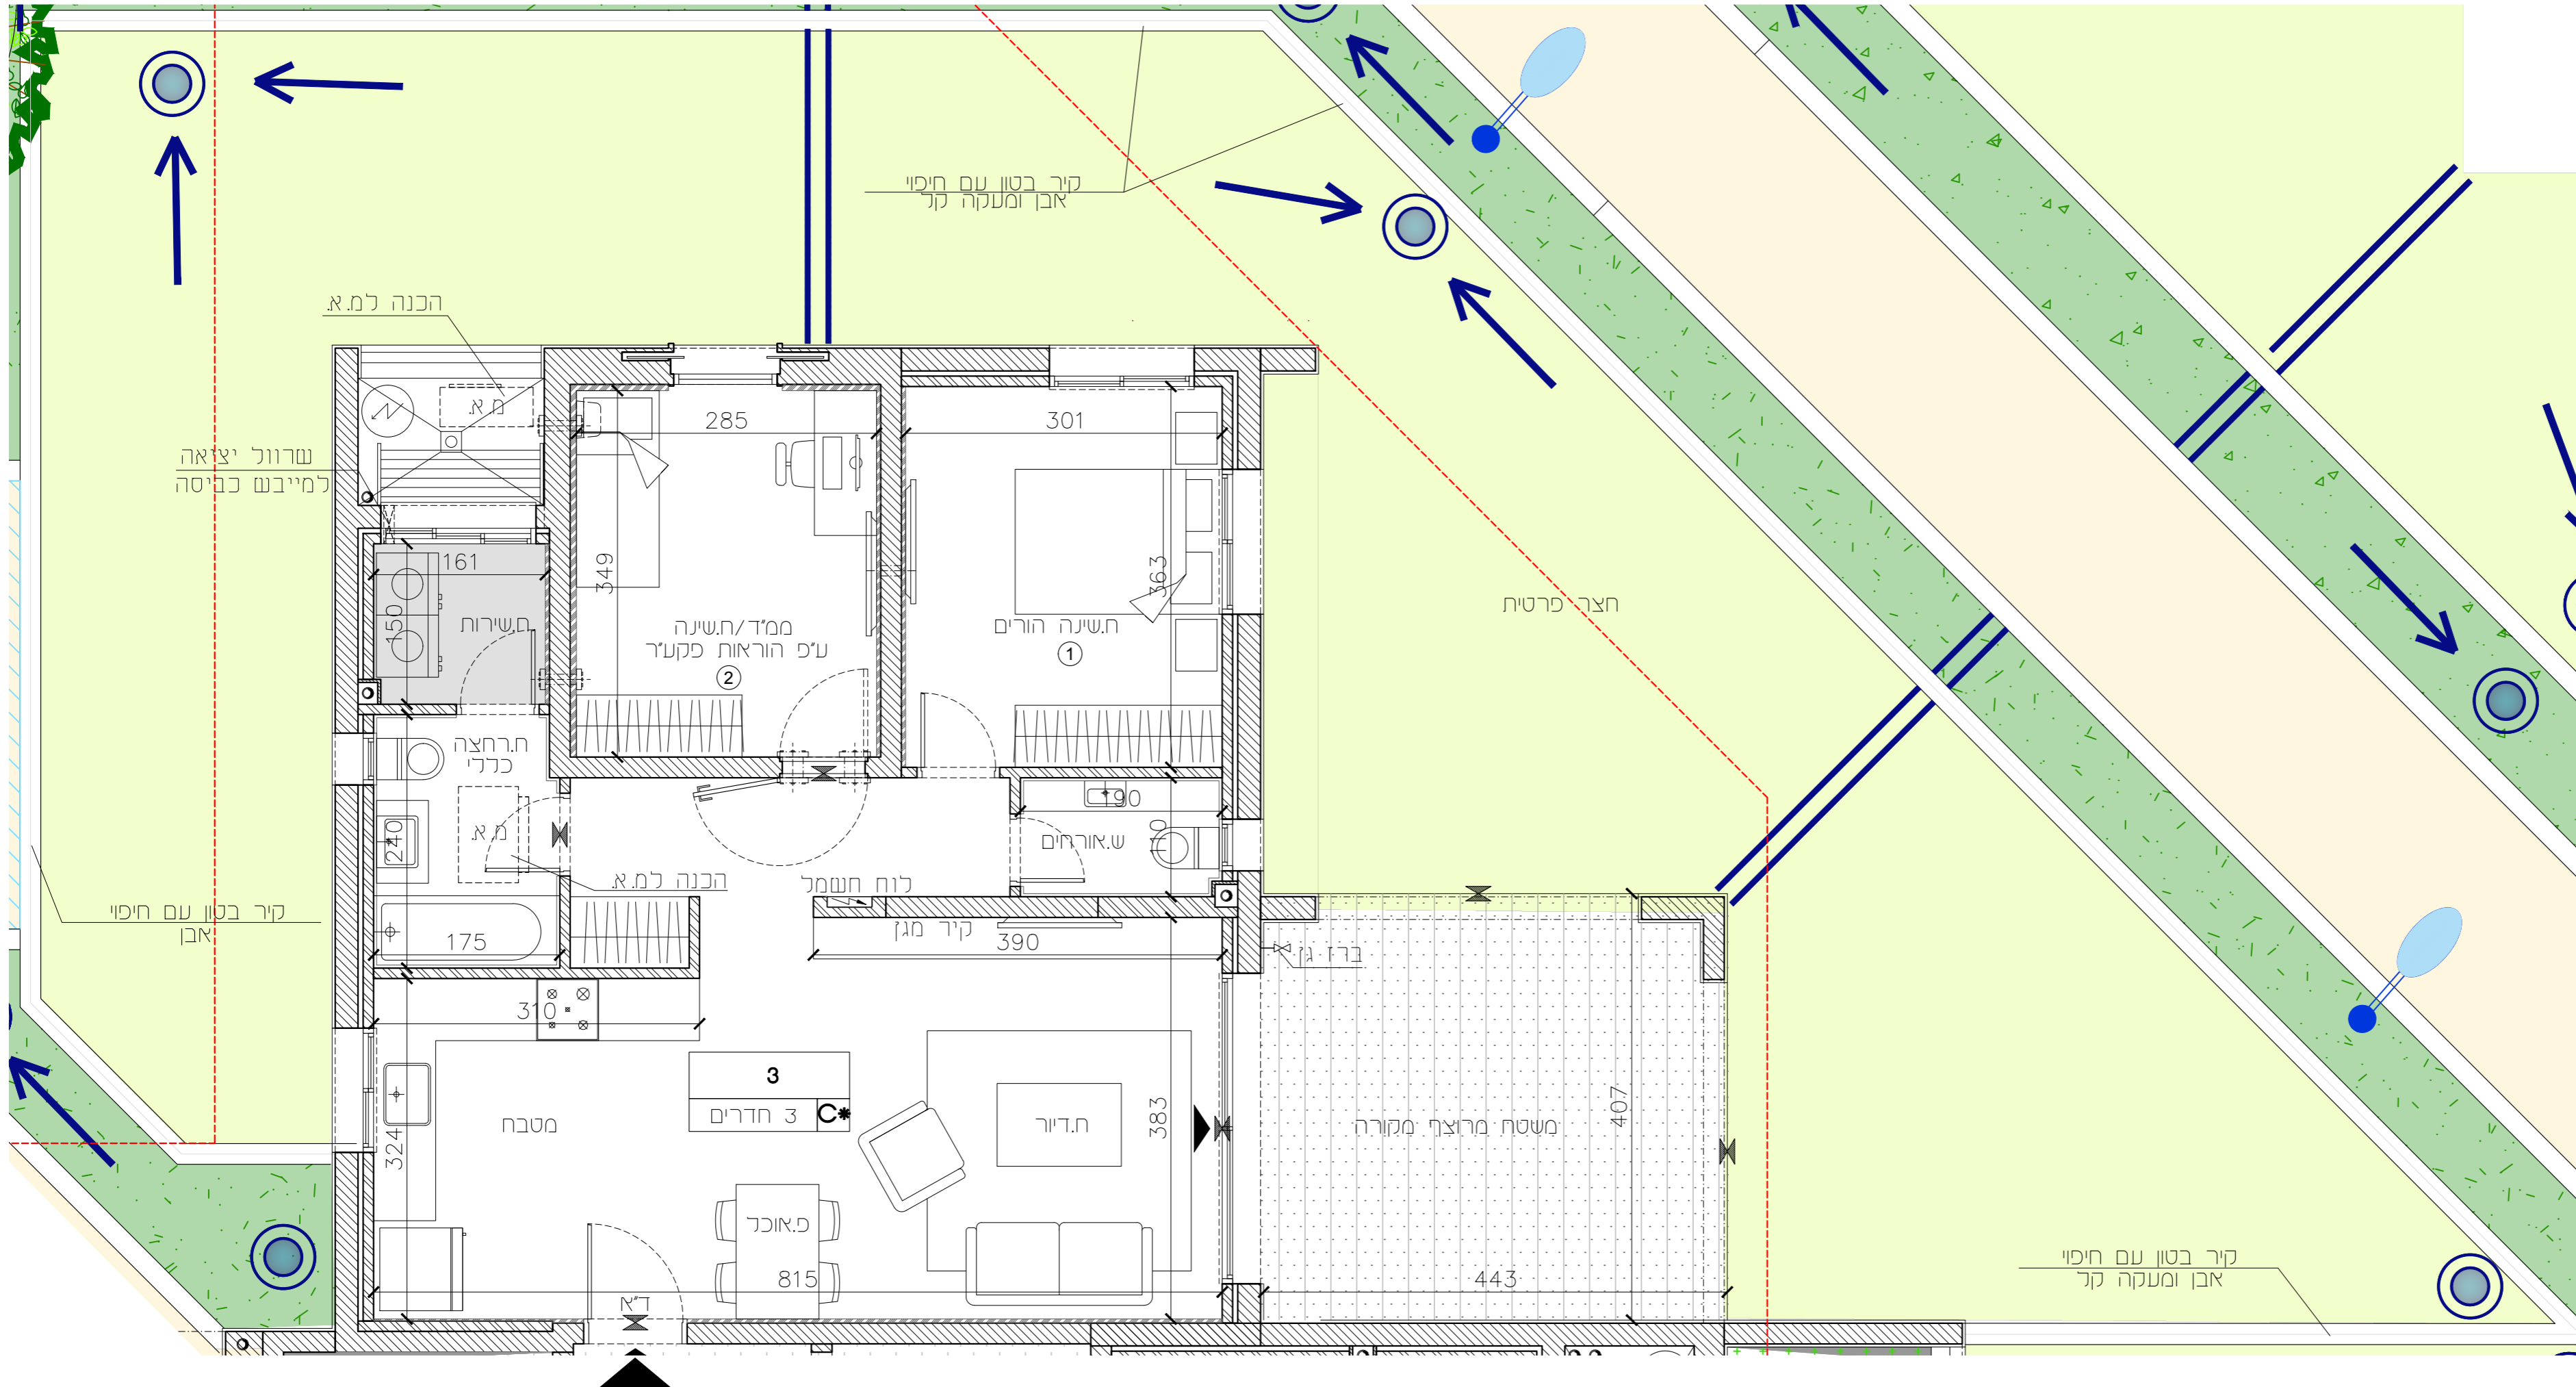 קיר בטון עם חיפוי
אבן ומעקה קל
הכנה למ.א.
מ.א.
285
301
שרוול יציאה
למייבש כביסה
161
349
363
150
ח.שירות
ממ"ד/ח.שינה
ע"פ הוראות פקע"ר
2
ח.שינה הורים
1
חצר פרטית
ח.רחצה
כללי
190
110
240
מ.א.
ש.אורחים
הכנה למ.א.
לוח חשמל
קיר בטון עם חיפוי
אבן
175
קיר מגן
390
ברז גן
310
3
3 חדרים
C*
מטבח
324
ח.דיור
383
משטח מרוצף מקורה
407
פ.אוכל
815
443
ד"א
קיר בטון עם חיפוי
אבן ומעקה קל